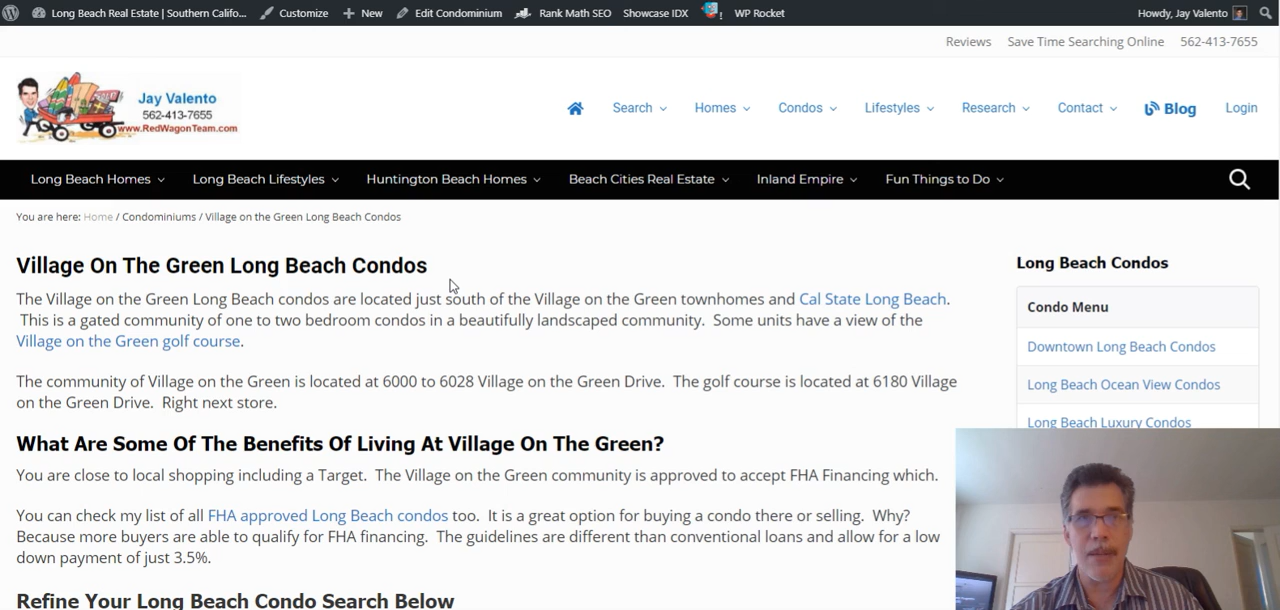 Long Beach Real Estate | Southern Califo... Customize New Edit Condominium Rank Math SEO Showcase IDX ! WP Rocket Howdy, Jay Valento
Reviews Save Time Searching Online 562-413-7655
Jay Valento
562-413-7655
www.RedWagonTeam.com
Search Homes Condos Lifestyles Research Contact Blog Login
Long Beach Homes Long Beach Lifestyles Huntington Beach Homes Beach Cities Real Estate Inland Empire Fun Things to Do
You are here: Home / Condominiums / Village on the Green Long Beach Condos
Village On The Green Long Beach Condos
The Village on the Green Long Beach condos are located just south of the Village on the Green townhomes and Cal State Long Beach.
This is a gated community of one to two bedroom condos in a beautifully landscaped community. Some units have a view of the
Village on the Green golf course.
The community of Village on the Green is located at 6000 to 6028 Village on the Green Drive. The golf course is located at 6180 Village
on the Green Drive. Right next store.
What Are Some Of The Benefits Of Living At Village On The Green?
You are close to local shopping including a Target. The Village on the Green community is approved to accept FHA Financing which.
You can check my list of all FHA approved Long Beach condos too. It is a great option for buying a condo there or selling. Why?
Because more buyers are able to qualify for FHA financing. The guidelines are different than conventional loans and allow for a low
down payment of just 3.5%.
Refine Your Long Beach Condo Search Below
Long Beach Condos
Condo Menu
Downtown Long Beach Condos
Long Beach Ocean View Condos
Long Beach Luxury Condos